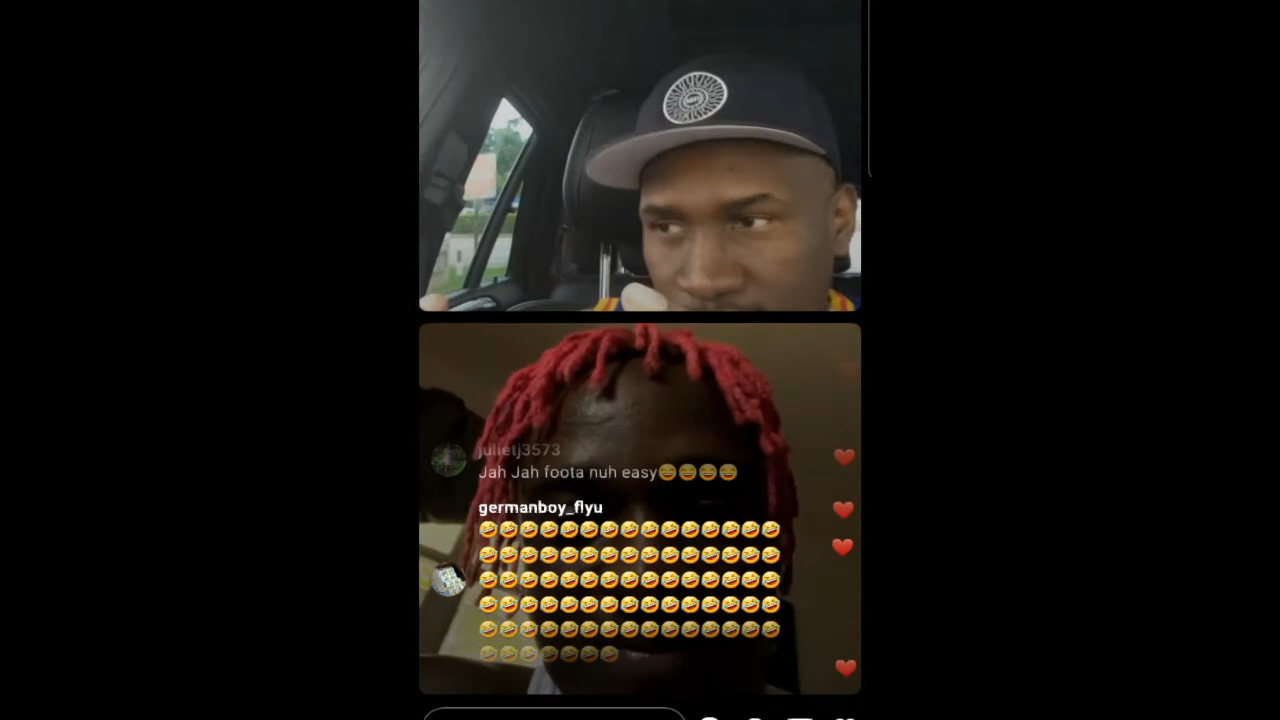 julietj3573
Jah Jah foota nuh easy😂😂😂😂
germanboy_flyu
🤣🤣🤣🤣🤣🤣🤣🤣🤣🤣🤣🤣🤣🤣🤣
🤣🤣🤣🤣🤣🤣🤣🤣🤣🤣🤣🤣🤣🤣🤣
🤣🤣🤣🤣🤣🤣🤣🤣🤣🤣🤣🤣🤣🤣🤣
🤣🤣🤣🤣🤣🤣🤣🤣🤣🤣🤣🤣🤣🤣🤣
🤣🤣🤣🤣🤣🤣🤣🤣🤣🤣🤣🤣🤣🤣🤣
🤣🤣🤣🤣🤣🤣🤣